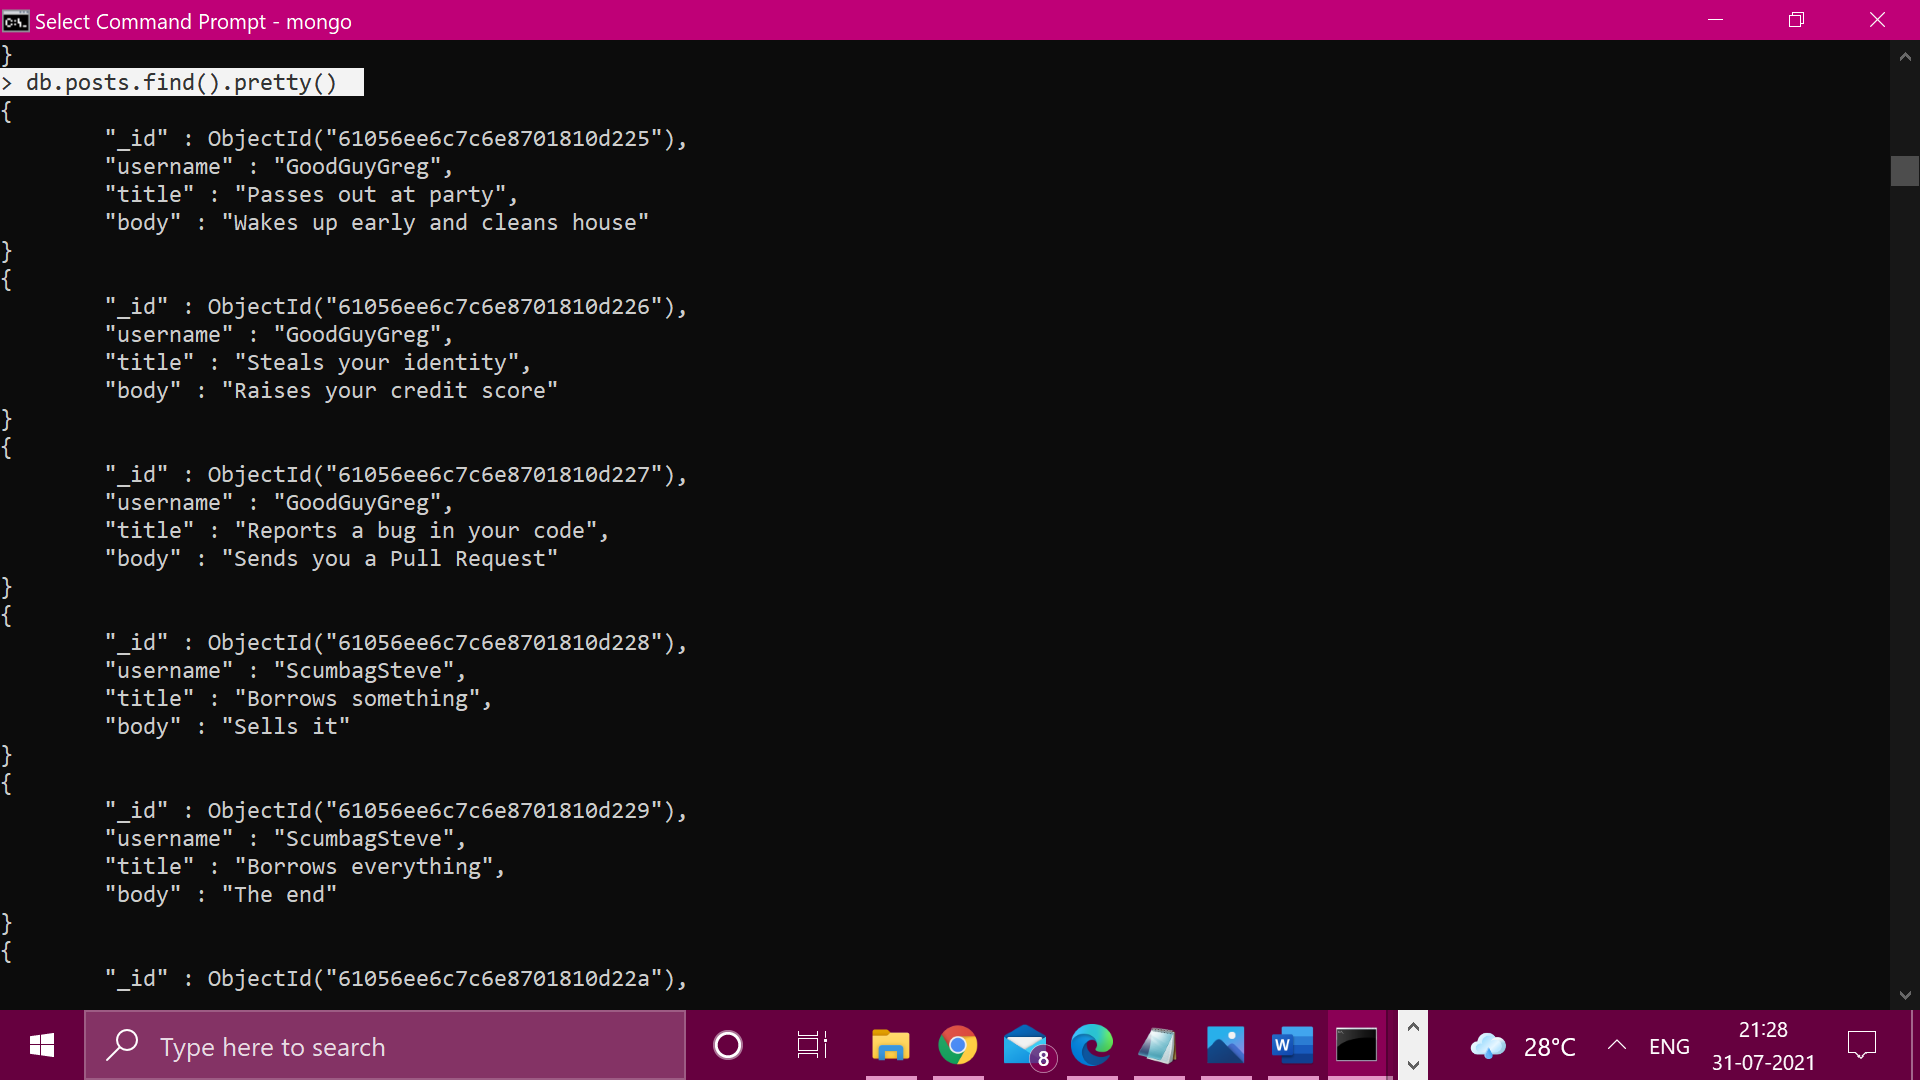 Select Command Prompt - mongo
}
> db.posts.find().pretty()
{
"_id" : ObjectId("61056ee6c7c6e8701810d225"),
"username" : "GoodGuyGreg",
"title" : "Passes out at party",
"body" : "Wakes up early and cleans house"
}
{
"_id" : ObjectId("61056ee6c7c6e8701810d226"),
"username" : "GoodGuyGreg",
"title" : "Steals your identity",
"body" : "Raises your credit score"
}
{
"_id" : ObjectId("61056ee6c7c6e8701810d227"),
"username" : "GoodGuyGreg",
"title" : "Reports a bug in your code",
"body" : "Sends you a Pull Request"
}
{
"_id" : ObjectId("61056ee6c7c6e8701810d228"),
"username" : "ScumbagSteve",
"title" : "Borrows something",
"body" : "Sells it"
}
{
"_id" : ObjectId("61056ee6c7c6e8701810d229"),
"username" : "ScumbagSteve",
"title" : "Borrows everything",
"body" : "The end"
}
{
"_id" : ObjectId("61056ee6c7c6e8701810d22a"),
Type here to search
8
W
28°C
ENG
21:28
31-07-2021